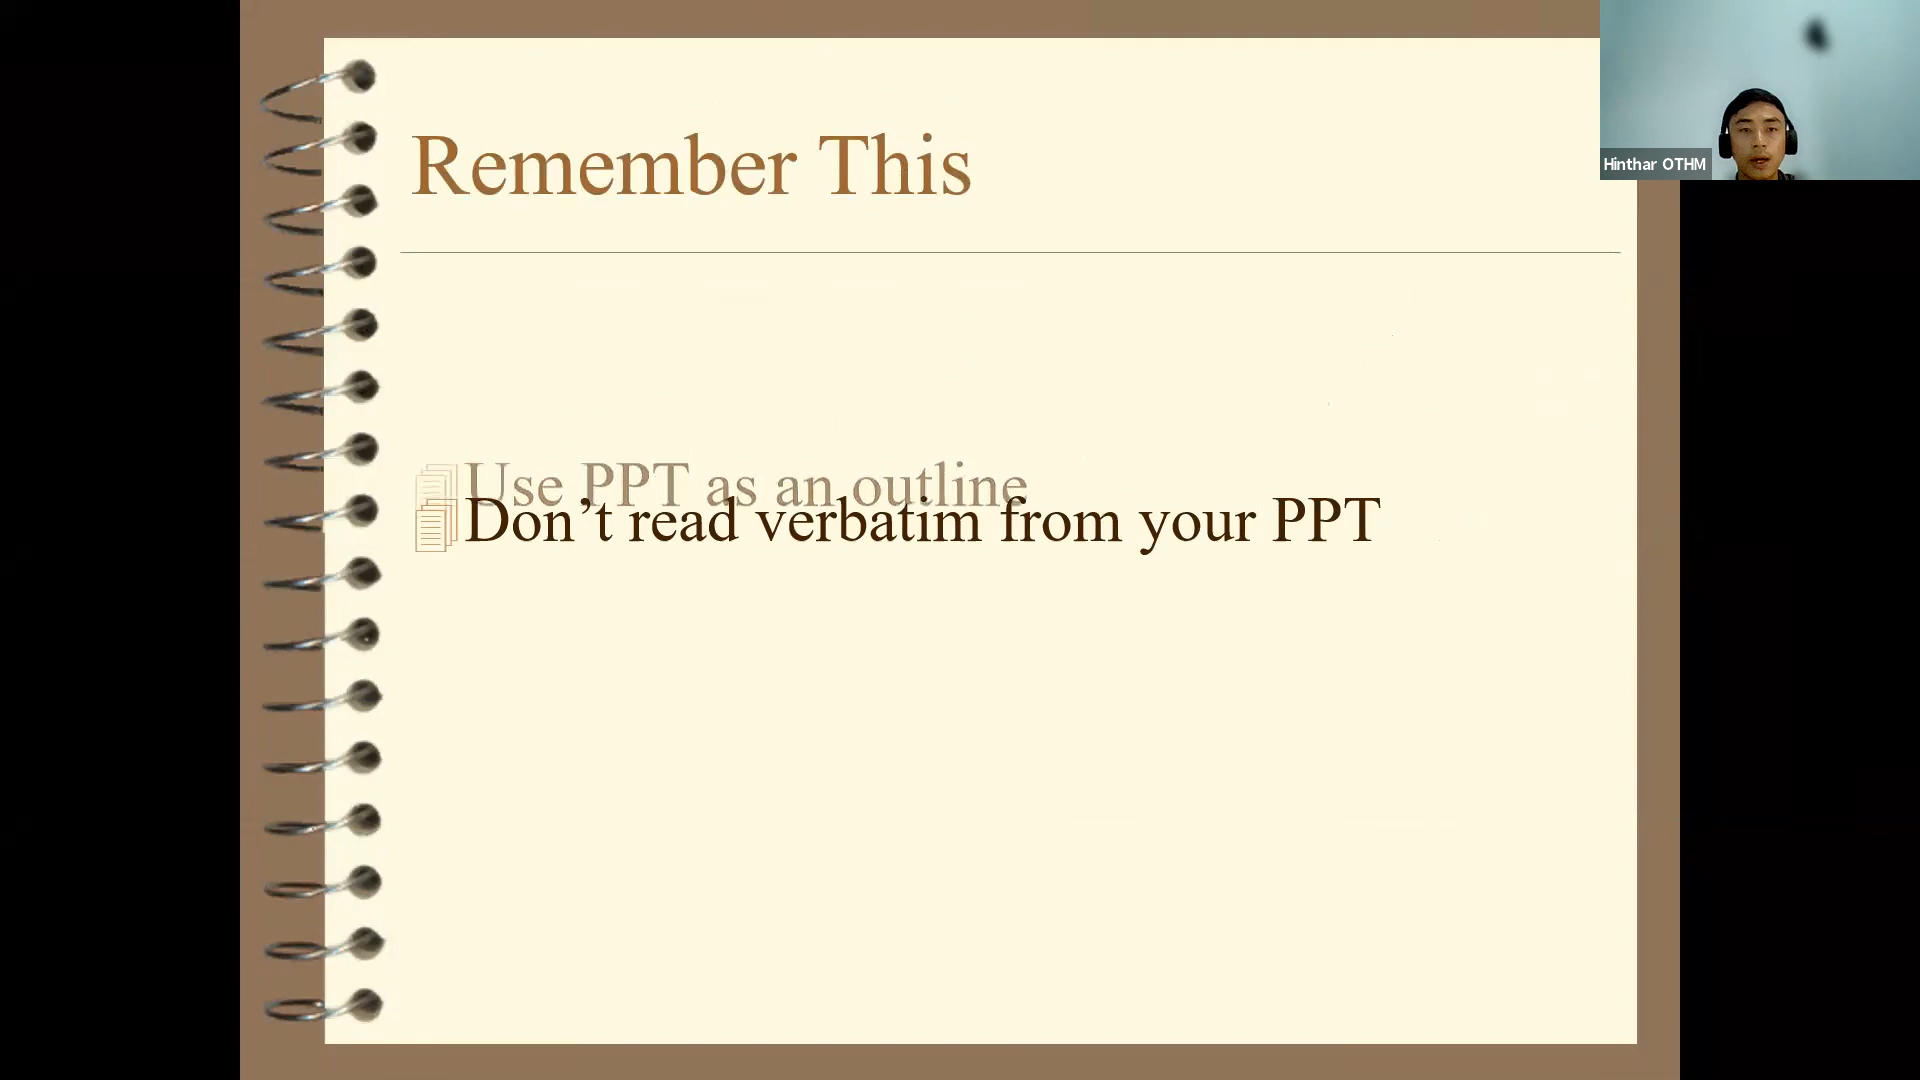 Remember This
Hinthar OTHM
Use PPT as an outline
Don’t read verbatim from your PPT